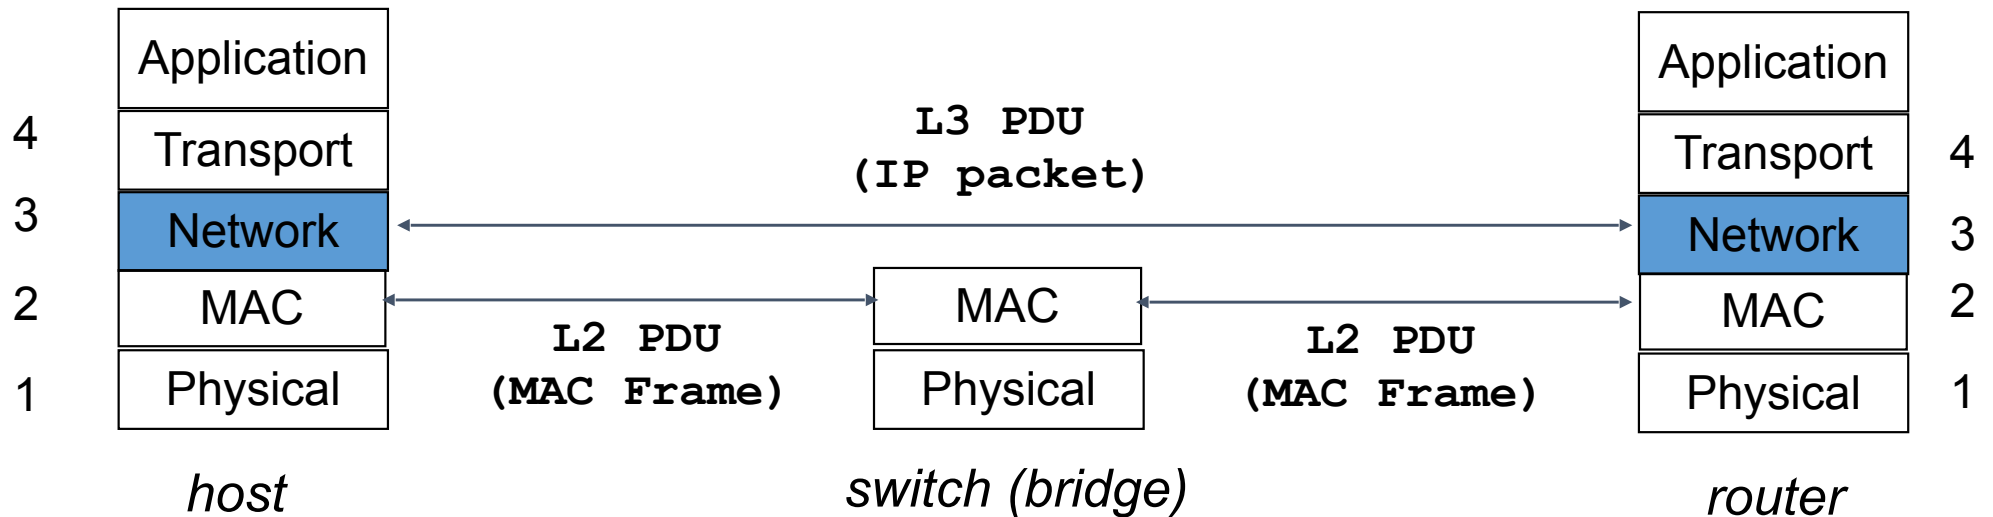 Application
4
Transport
3
Network
2
MAC
1
Physical
host
L3 PDU
(IP packet)
L2 PDU
(MAC Frame)
MAC
Physical
switch (bridge)
L2 PDU
(MAC Frame)
Application
Transport
4
Network
3
MAC
2
Physical
1
router